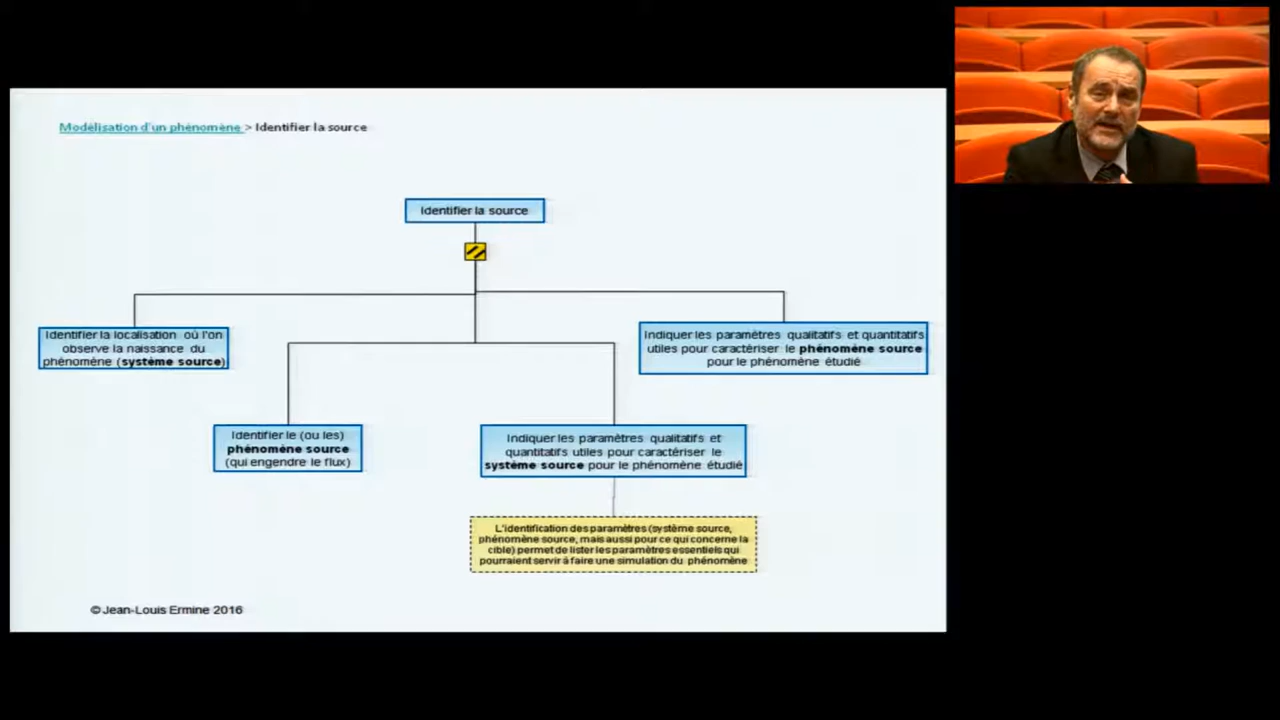 Modélisation d'un phénomène > Identifier la source
Identifier la source
Identifier la localisation où l'on
observe la naissance du
phénomène (système source)
Indiquer les paramètres qualitatifs et quantitatifs
utiles pour caractériser le phénomène source
pour le phénomène étudié
Identifier le (ou les)
phénomène source
(qui engendre le flux)
Indiquer les paramètres qualitatifs et
quantitatifs utiles pour caractériser le
système source pour le phénomène étudié
L'identification des paramètres (système source,
phénomène source, mais aussi pour ce qui concerne la
cible) permet de lister les paramètres essentiels qui
pourraient servir à faire une simulation du phénomène
©Jean-Louis Ermine 2016